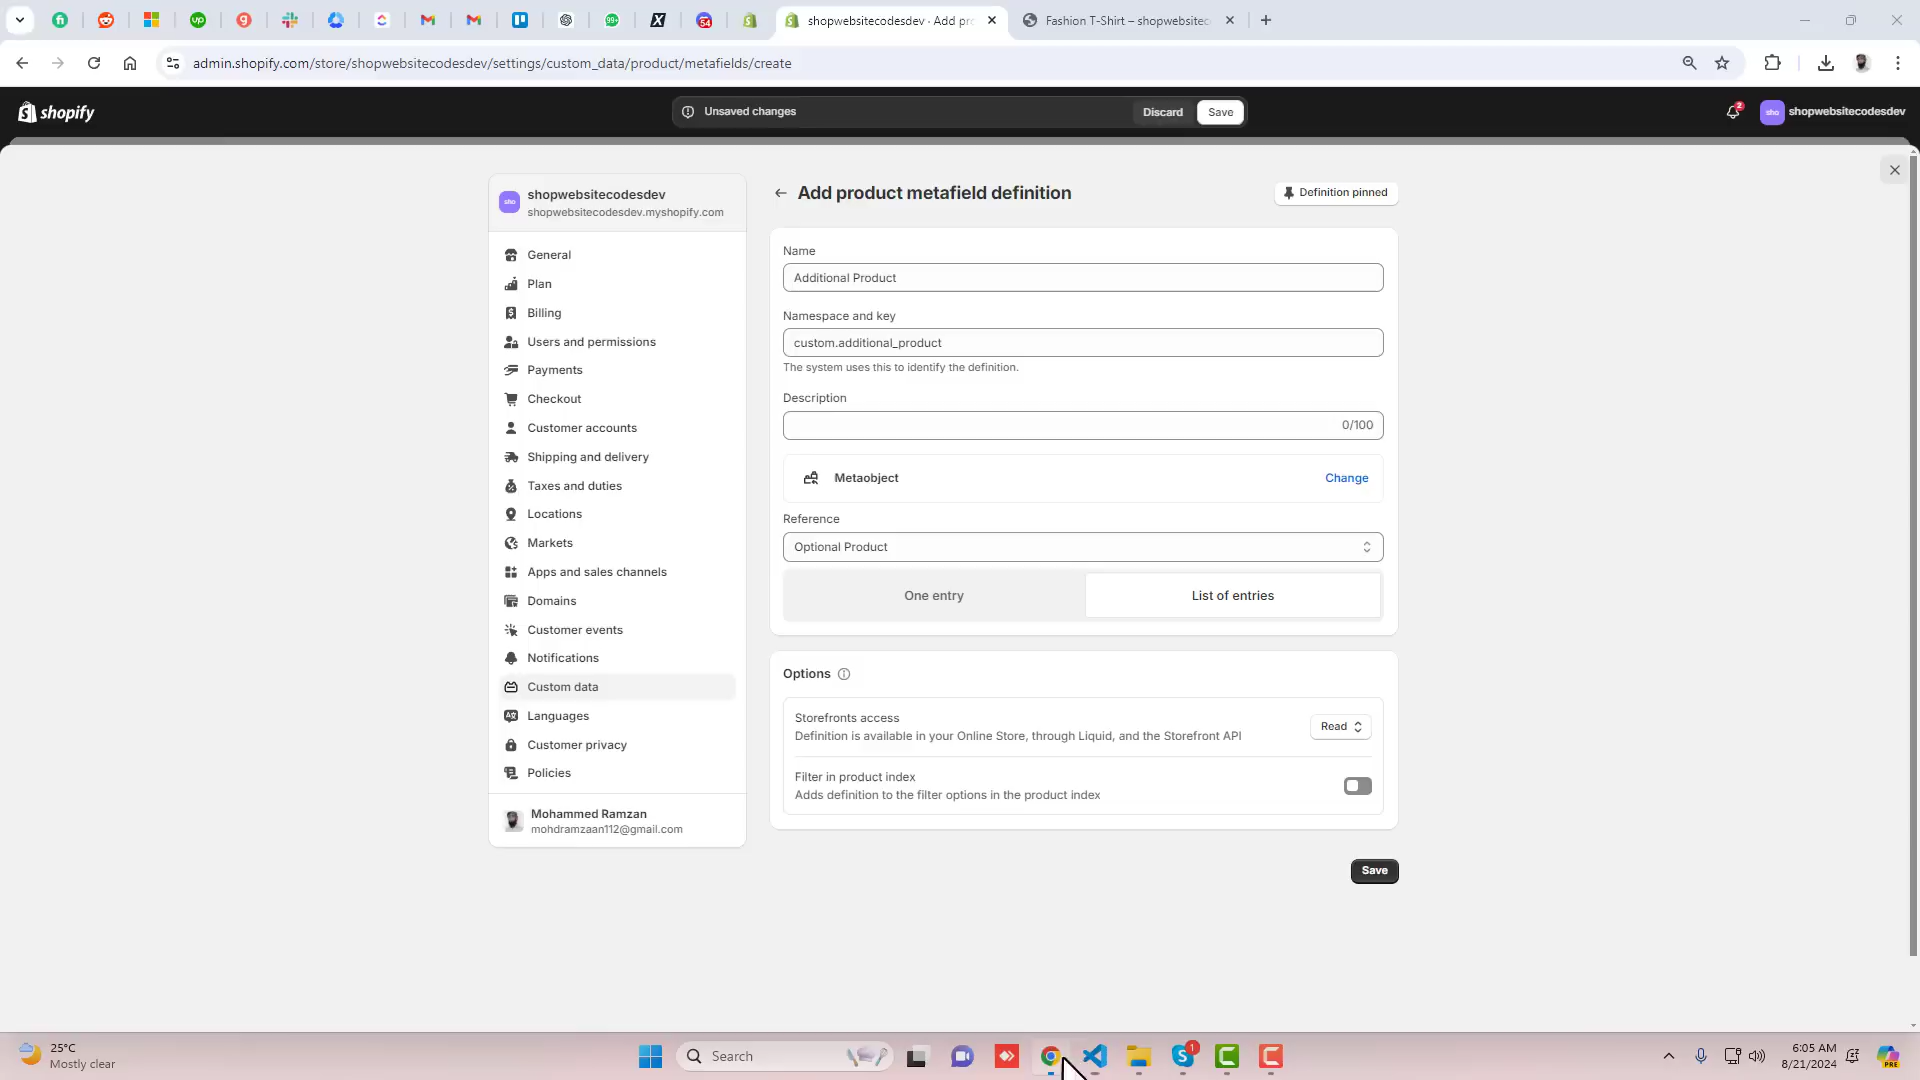 shopwebsitecodesdev · Add pro
Fashion T-Shirt – shopwebsitec
admin.shopify.com/store/shopwebsitecodesdev/settings/custom_data/product/metafields/create
shopify
Unsaved changes
Discard
Save
2
sho
shopwebsitecodesdev
sho
shopwebsitecodesdev
shopwebsitecodesdev.myshopify.com
General
Plan
Billing
Users and permissions
Payments
Checkout
Customer accounts
Shipping and delivery
Taxes and duties
Locations
Markets
Apps and sales channels
Domains
Customer events
Notifications
Custom data
Languages
Customer privacy
Policies
Mohammed Ramzan
mohdramzaan112@gmail.com
Add product metafield definition
Definition pinned
Name
Additional Product
Namespace and key
custom.additional_product
The system uses this to identify the definition.
Description
0/100
Metaobject
Change
Reference
Optional Product
One entry
List of entries
Options
Storefronts access
Definition is available in your Online Store, through Liquid, and the Storefront API
Read
Filter in product index
Adds definition to the filter options in the product index
Save
25°C
Mostly clear
Search
1
6:05 AM
8/21/2024